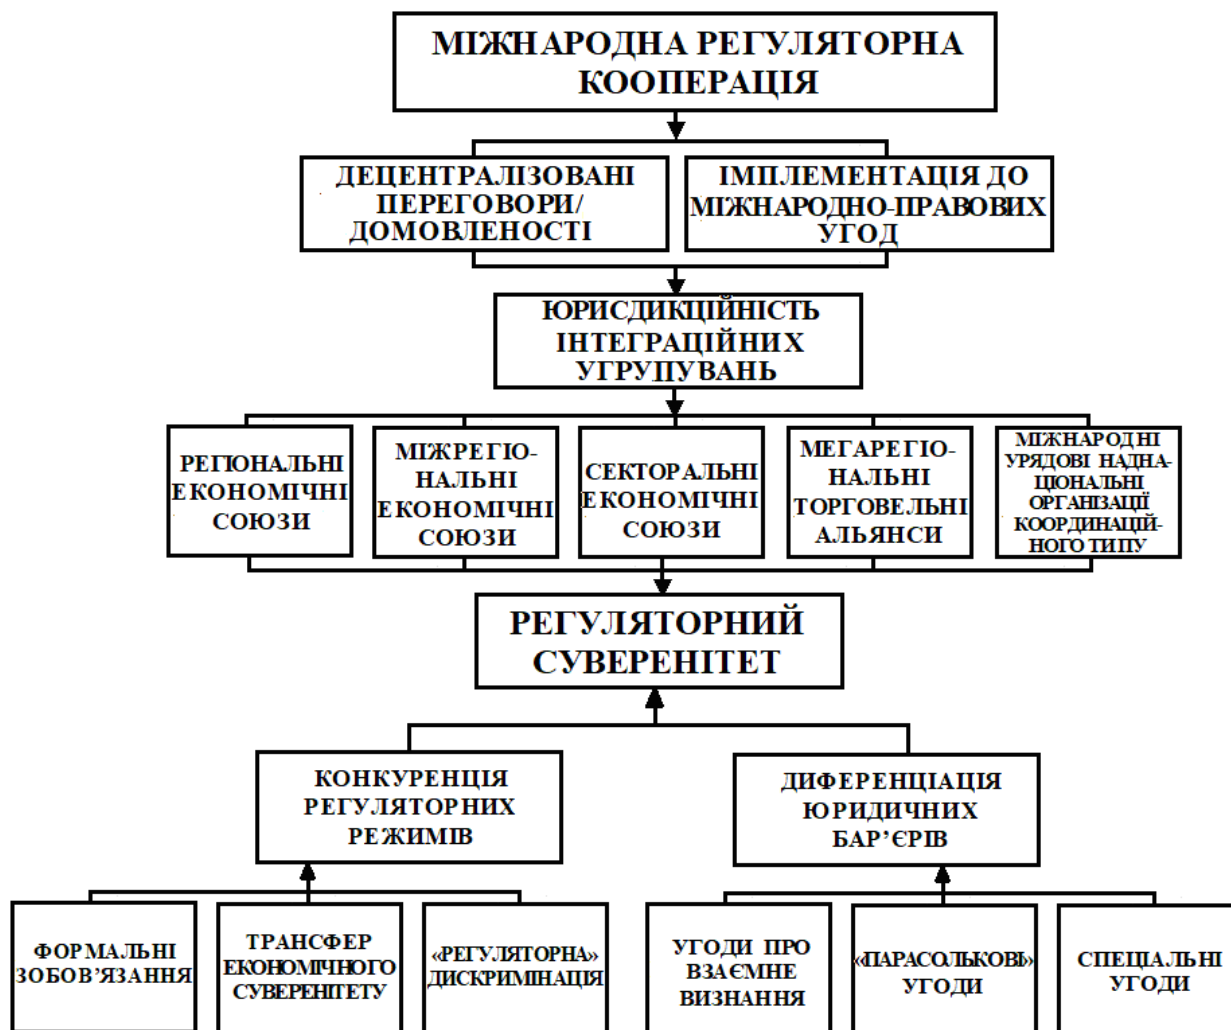 МІЖНАРОДНА РЕГУЛЯТОРНА
КООПЕРАЦІЯ
ДЕЦЕНТРАЛІЗОВАНІ
ПЕРЕГОВОРИ/
ДОМОВЛЕНОСТІ
ІМПЛЕМЕНТАЦІЯ ДО
МІЖНАРОДНО-ПРАВОВИХ
УГОД
ЮРИСДИКЦІЙНІСТЬ
ІНТЕГРАЦІЙНИХ
УГРУПУВАНЬ
РЕГІОНАЛЬНІ
ЕКОНОМІЧНІ
СОЮЗИ
МІЖРЕГІО-
НАЛЬНІ
ЕКОНОМІЧНІ
СОЮЗИ
СЕКТОРАЛЬНІ
ЕКОНОМІЧНІ
СОЮЗИ
МЕГАРЕГІО-
НАЛЬНІ
ТОРГОВЕЛЬНІ
АЛЬЯНСИ
МІЖНАРОДНІ
УРЯДОВІ НАДНА-
ЦІОНАЛЬНІ
ОРГАНІЗАЦІЇ
КООРДИНАЦІЙ-
НОГО ТИПУ
РЕГУЛЯТОРНИЙ
СУВЕРЕНІТЕТ
КОНКУРЕНЦІЯ
РЕГУЛЯТОРНИХ
РЕЖИМІВ
ДИФЕРЕНЦІАЦІЯ
ЮРИДИЧНИХ
БАР’ЄРІВ
ФОРМАЛЬНІ
ЗОБОВ’ЯЗАННЯ
ТРАНСФЕР
ЕКОНОМІЧНОГО
СУВЕРЕНІТЕТУ
«РЕГУЛЯТОРНА»
ДИСКРИМІНАЦІЯ
УГОДИ ПРО
ВЗАЄМНЕ
ВИЗНАННЯ
«ПАРАСОЛЬКОВІ»
УГОДИ
СПЕЦІАЛЬНІ
УГОДИ